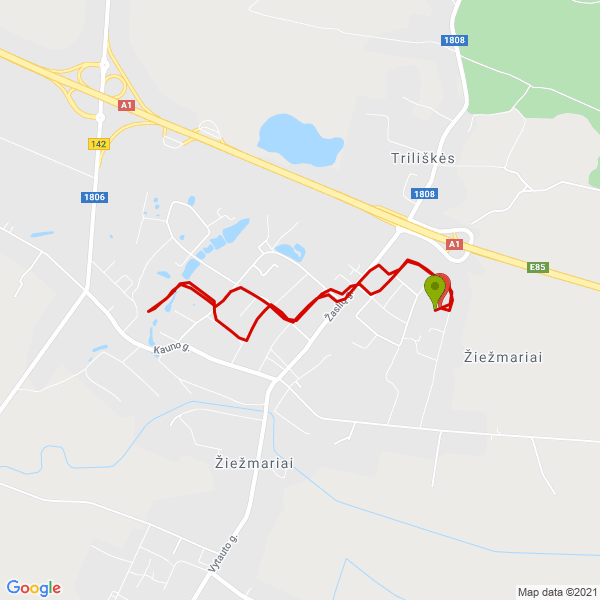 1808
A1
142
Triliškės
1806
1808
A1
E85
Žaslių g.
Kauno g.
Žiežmariai
Žiežmariai
Vytauto g.
Google
Map data ©2021